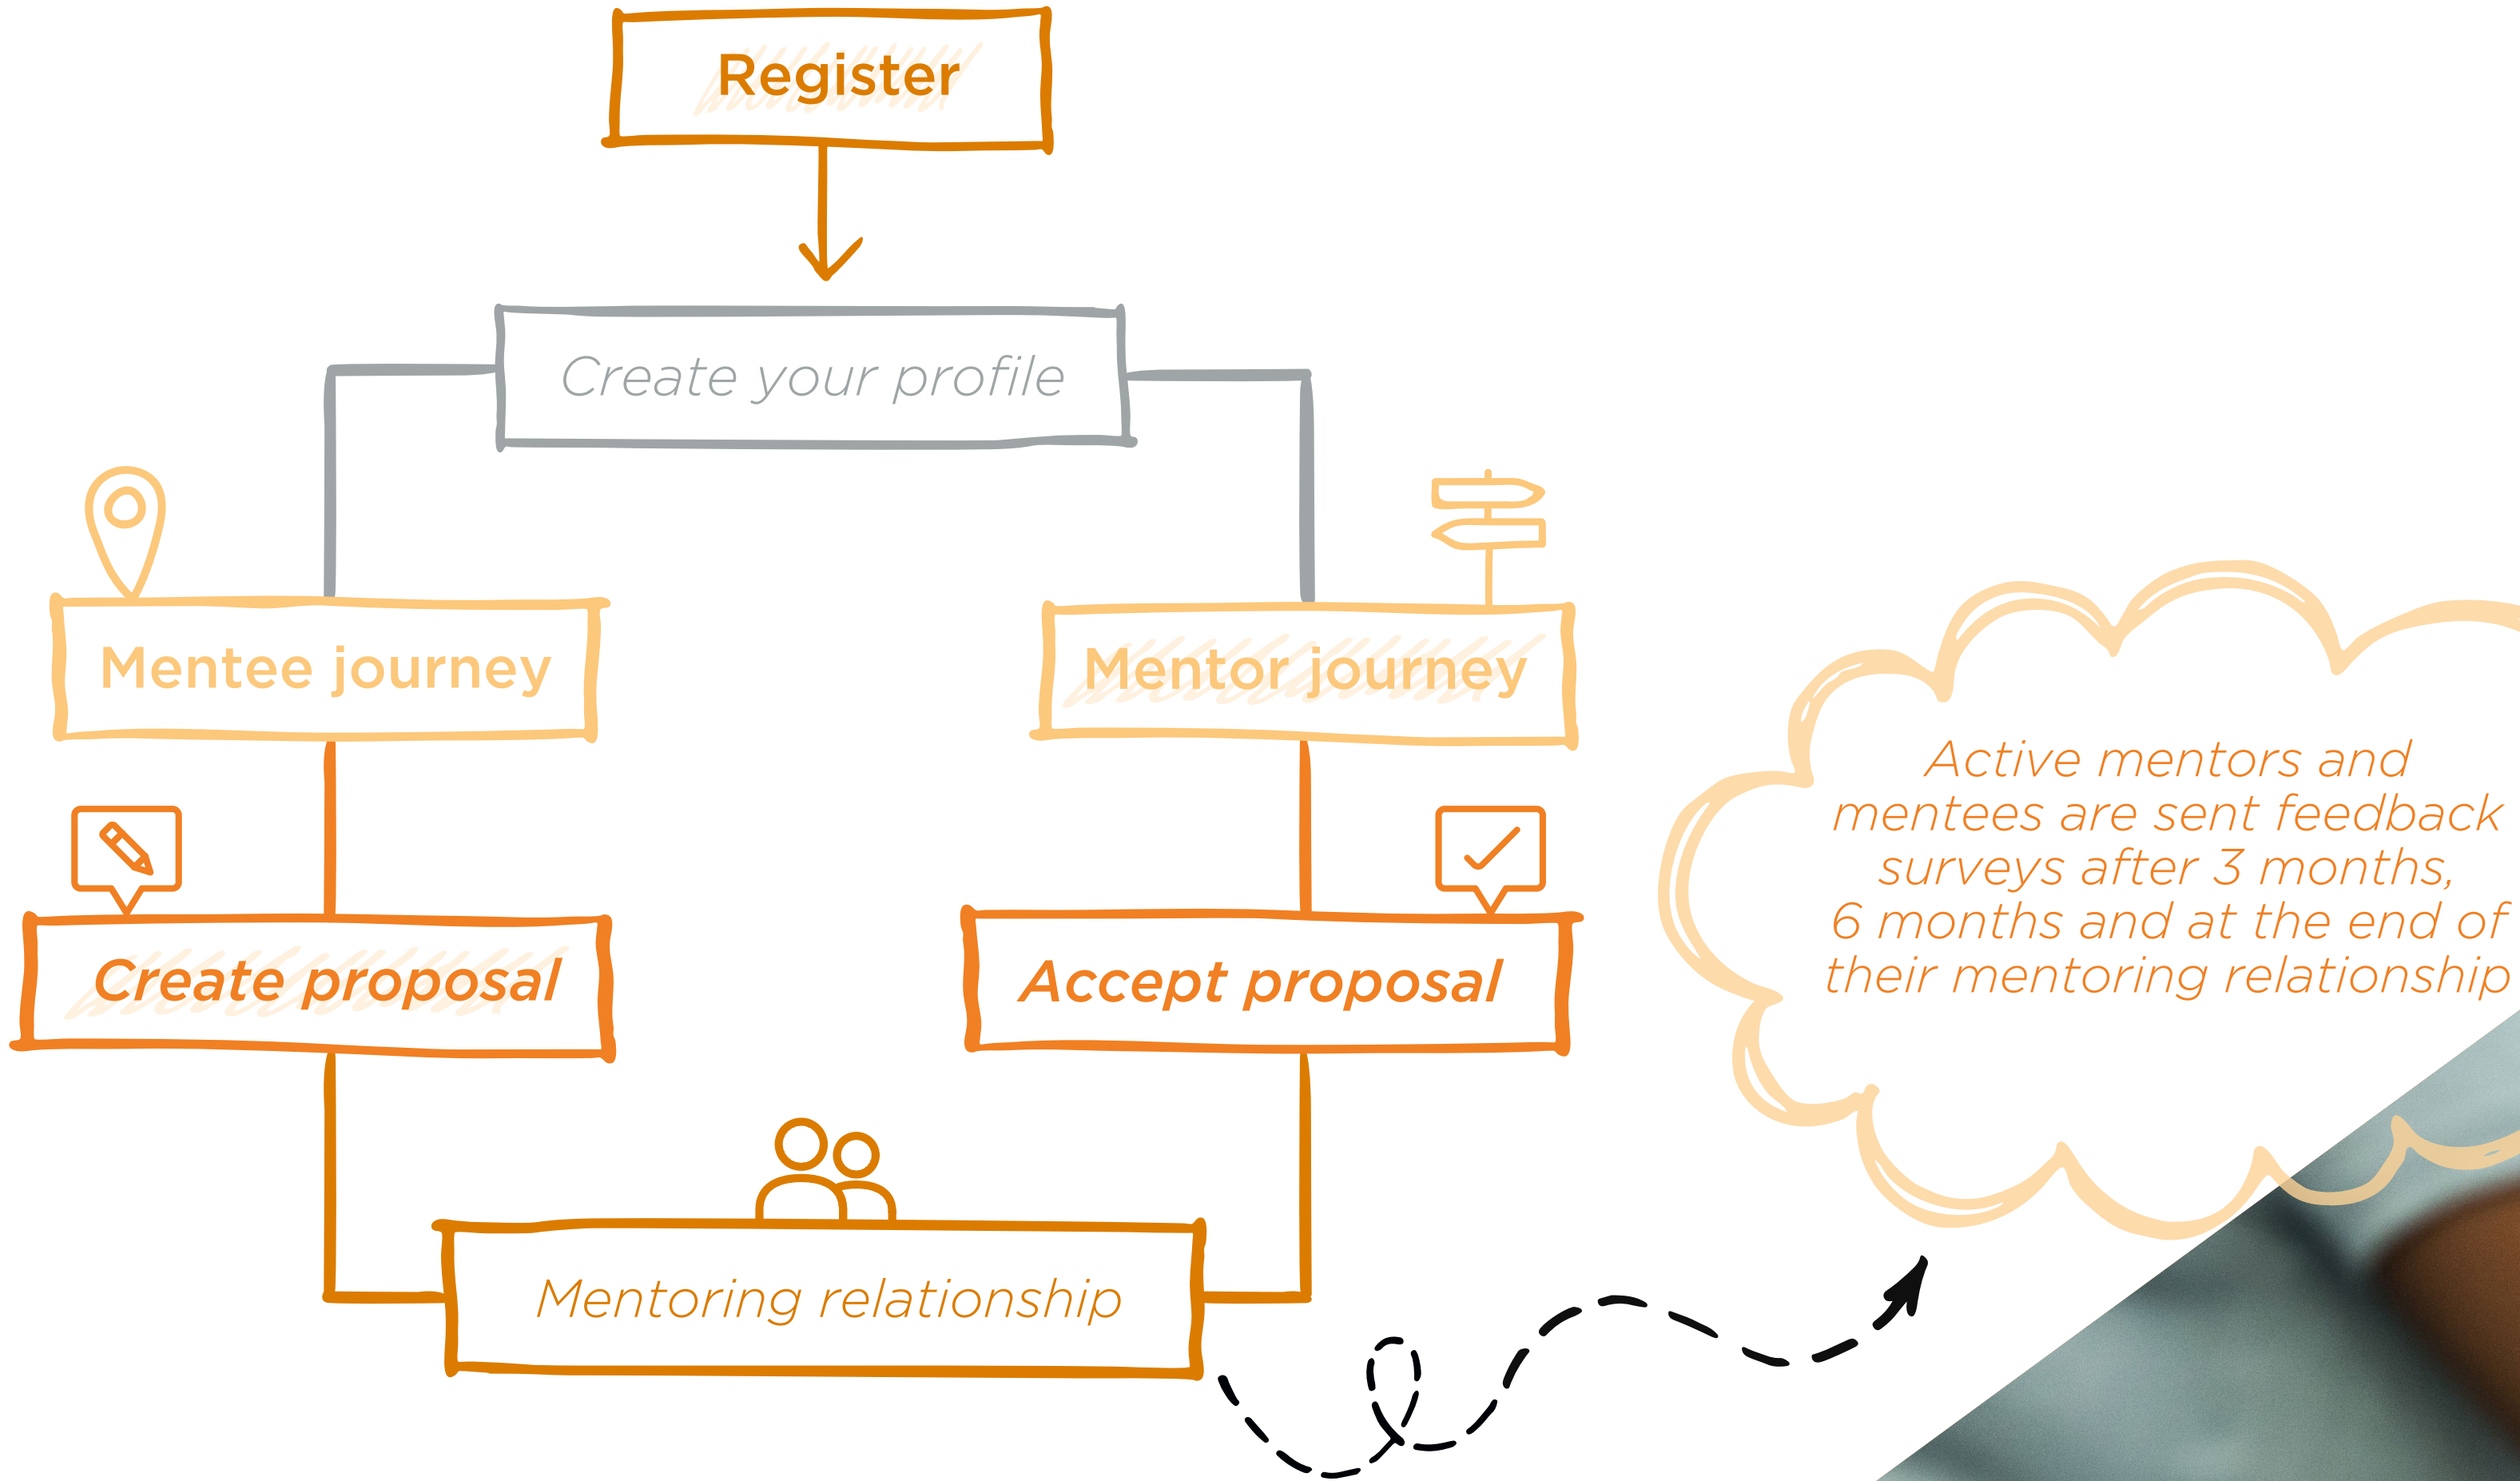 Register
Create your profile
Mentee journey
Mentor journey
Create proposal
Accept proposal
Mentoring relationship
Active mentors and
mentees are sent feedback
surveys after 3 months,
6 months and at the end of
their mentoring relationship